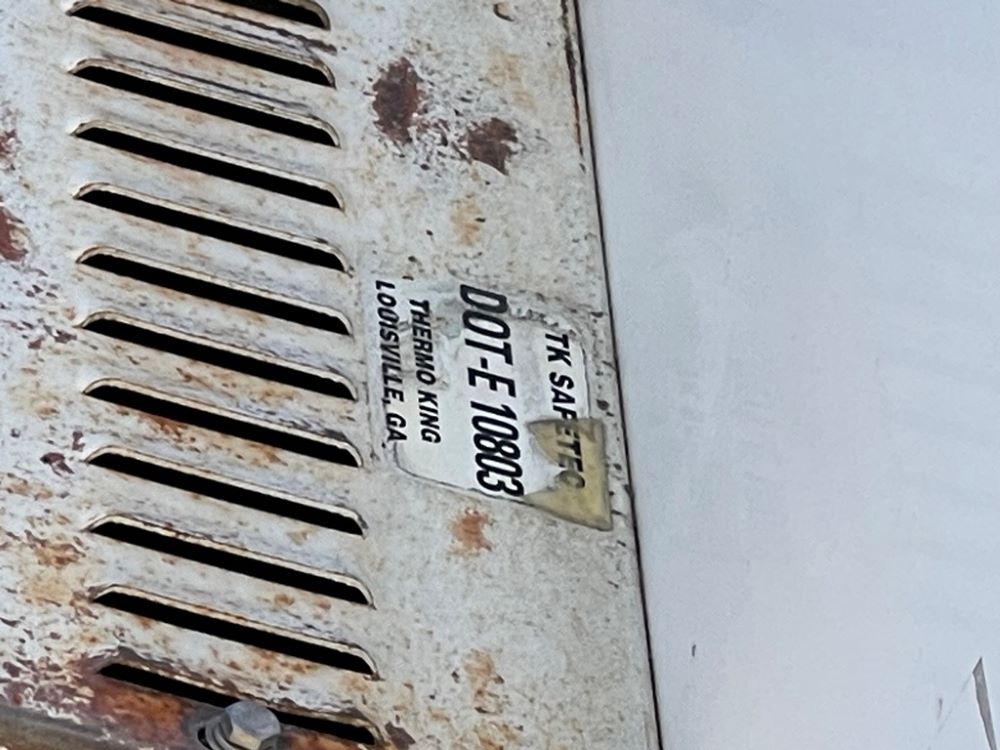 TK SAFETEC
DOT-E 10803
THERMO KING
LOUISVILLE, GA